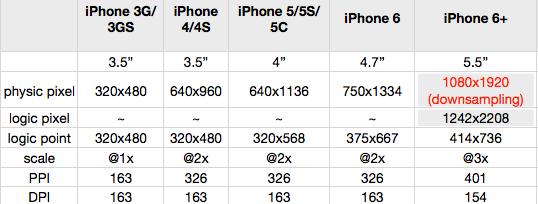 iPhone 3G/ 3GS iPhone 4/4S iPhone 5/5S/ 5C iPhone 6 iPhone 6+
3.5” 3.5” 4” 4.7” 5.5”
physic pixel 320x480 640x960 640x1136 750x1334 1080x1920 (downsampling)
logic pixel ~ ~ ~ ~ 1242x2208
logic point 320x480 320x480 320x568 375x667 414x736
scale @1x @2x @2x @2x @3x
PPI 163 326 326 326 401
DPI 163 163 163 163 154